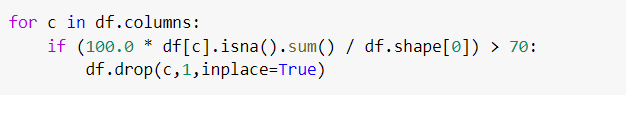 for c in df.columns:
    if (100.0 * df[c].isna().sum() / df.shape[0]) > 70:
        df.drop(c,1,inplace=True)